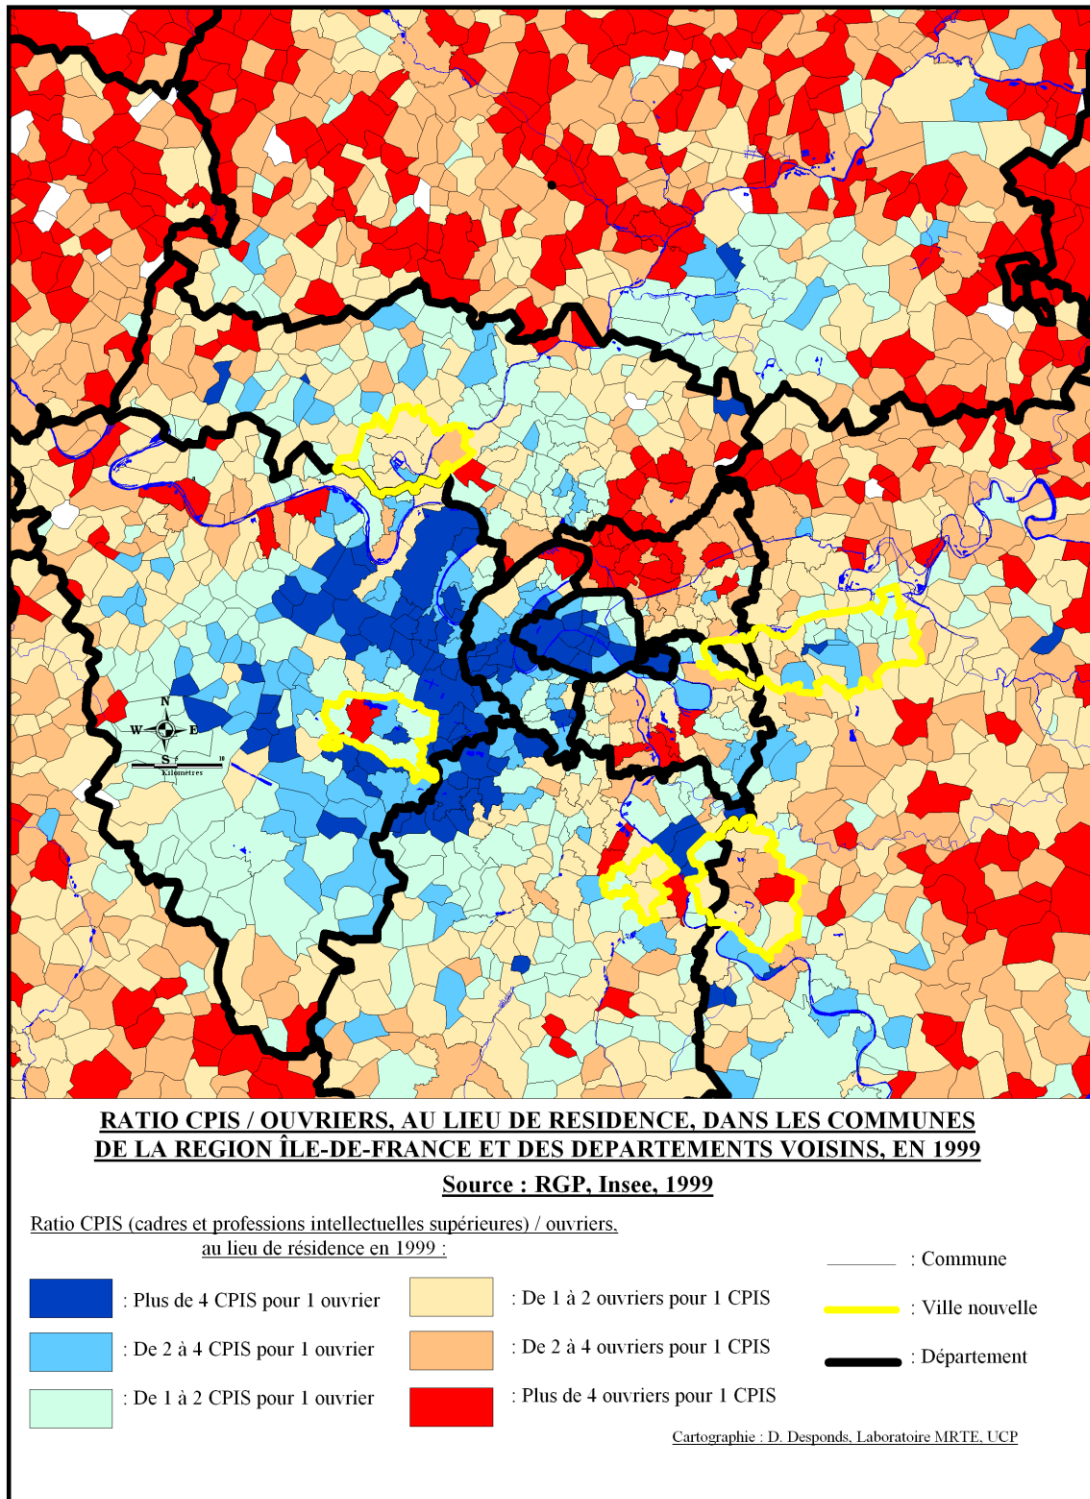 N
W E
S 5 10
Kilomètres
RATIO CPIS / OUVRIERS, AU LIEU DE RESIDENCE, DANS LES COMMUNES
DE LA REGION ÎLE-DE-FRANCE ET DES DEPARTEMENTS VOISINS, EN 1999
Source : RGP, Insee, 1999
Ratio CPIS (cadres et professions intellectuelles supérieures) / ouvriers,
au lieu de résidence en 1999 :
: Plus de 4 CPIS pour 1 ouvrier
: De 2 à 4 CPIS pour 1 ouvrier
: De 1 à 2 CPIS pour 1 ouvrier
: De 1 à 2 ouvriers pour 1 CPIS
: De 2 à 4 ouvriers pour 1 CPIS
: Plus de 4 ouvriers pour 1 CPIS
: Commune
: Ville nouvelle
: Département
Cartographie : D. Desponds, Laboratoire MRTE, UCP